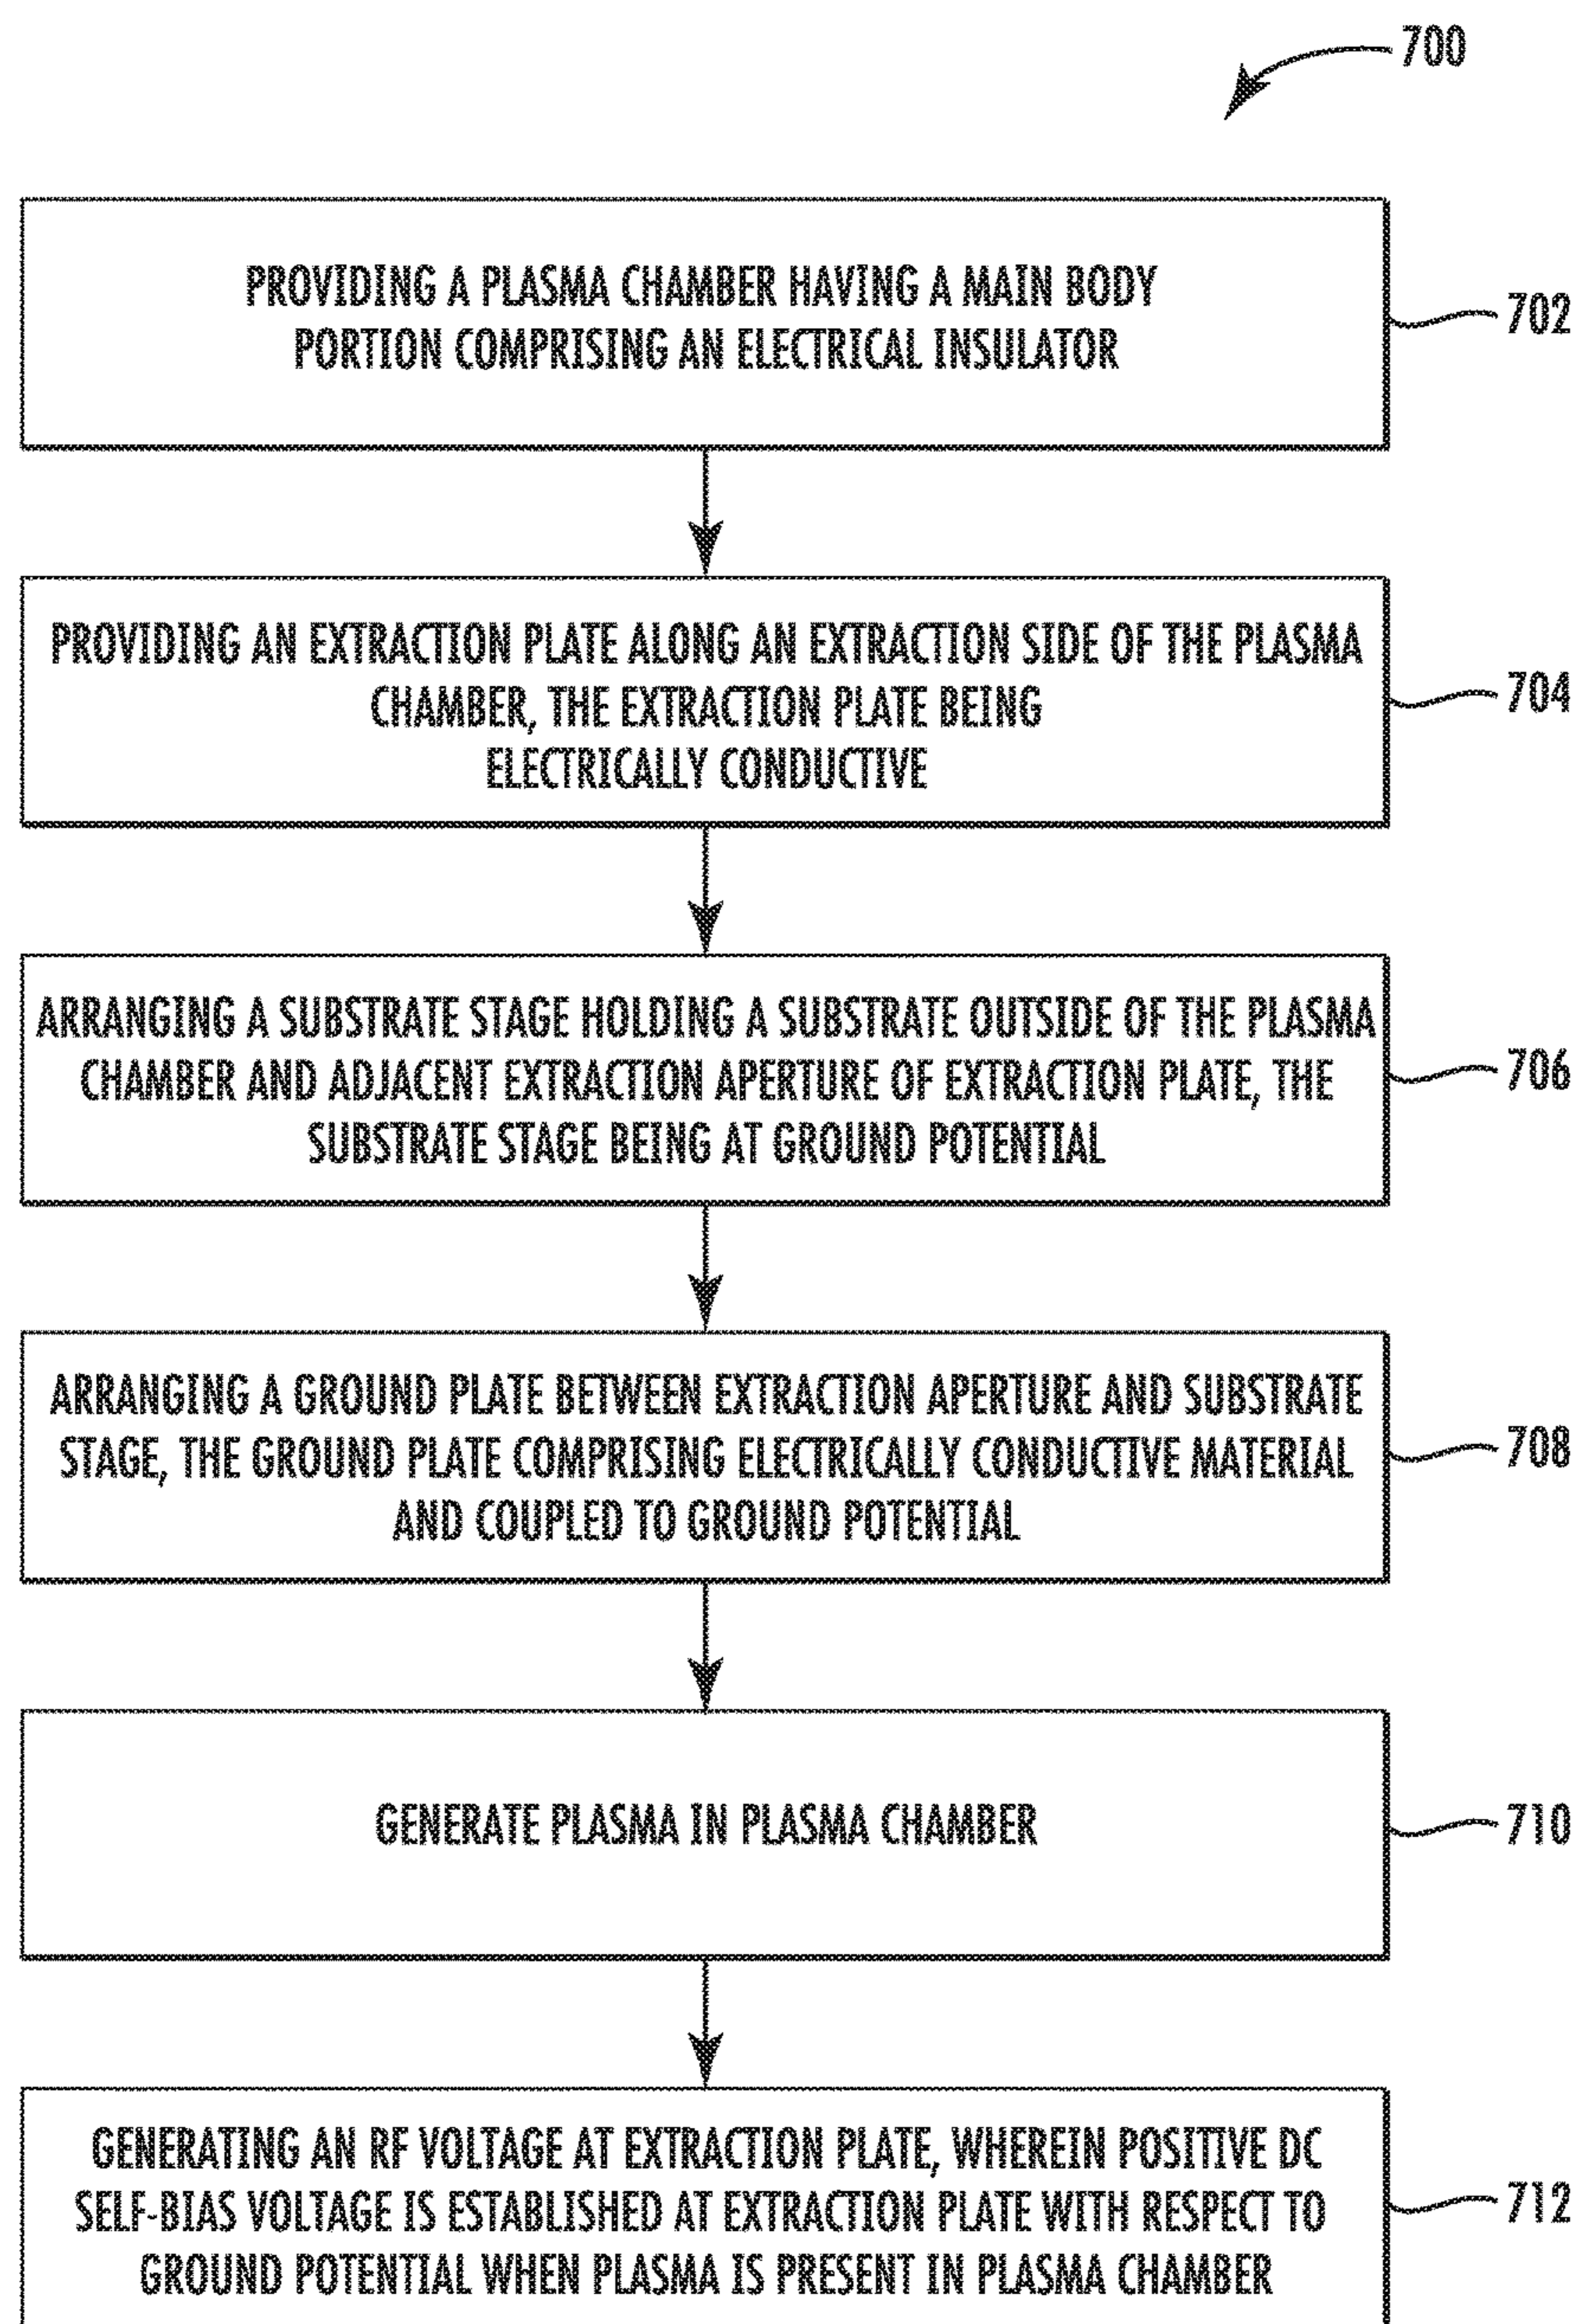 700
PROVIDING A PLASMA CHAMBER HAVING A MAIN BODY
PORTION COMPRISING AN ELECTRICAL INSULATOR
702
PROVIDING AN EXTRACTION PLATE ALONG AN EXTRACTION SIDE OF THE PLASMA
CHAMBER, THE EXTRACTION PLATE BEING
ELECTRICALLY CONDUCTIVE
704
ARRANGING A SUBSTRATE STAGE HOLDING A SUBSTRATE OUTSIDE OF THE PLASMA
CHAMBER AND ADJACENT EXTRACTION APERTURE OF EXTRACTION PLATE, THE
SUBSTRATE STAGE BEING AT GROUND POTENTIAL
706
ARRANGING A GROUND PLATE BETWEEN EXTRACTION APERTURE AND SUBSTRATE
STAGE, THE GROUND PLATE COMPRISING ELECTRICALLY CONDUCTIVE MATERIAL
AND COUPLED TO GROUND POTENTIAL
708
GENERATE PLASMA IN PLASMA CHAMBER
710
GENERATING AN RF VOLTAGE AT EXTRACTION PLATE, WHEREIN POSITIVE DC
SELF-BIAS VOLTAGE IS ESTABLISHED AT EXTRACTION PLATE WITH RESPECT TO
GROUND POTENTIAL WHEN PLASMA IS PRESENT IN PLASMA CHAMBER
712